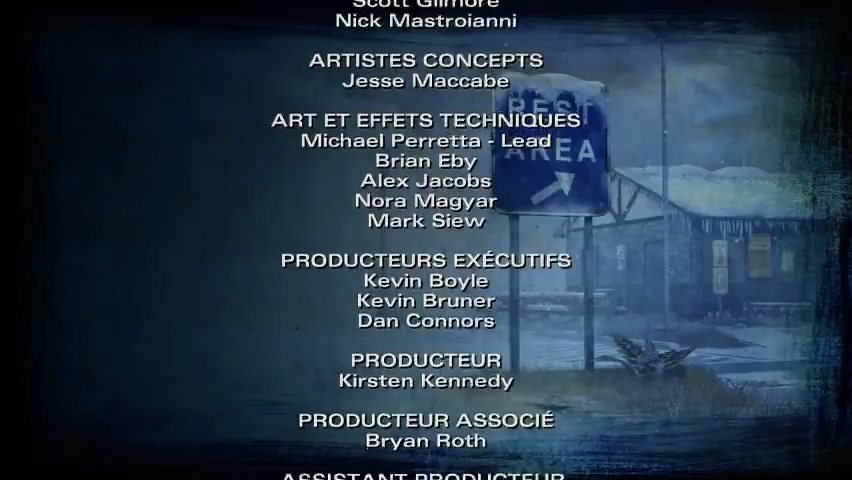 Scott Gilmore
Nick Mastroianni
ARTISTES CONCEPTS
Jesse Maccabe
ART ET EFFETS TECHNIQUES
Michael Perretta - Lead
Brian Eby
Alex Jacobs
Nora Magyar
Mark Siew
PRODUCTEURS EXÉCUTIFS
Kevin Boyle
Kevin Bruner
Dan Connors
PRODUCTEUR
Kirsten Kennedy
PRODUCTEUR ASSOCIÉ
Bryan Roth
ASSISTANT PRODUCTEUR
REST
AREA